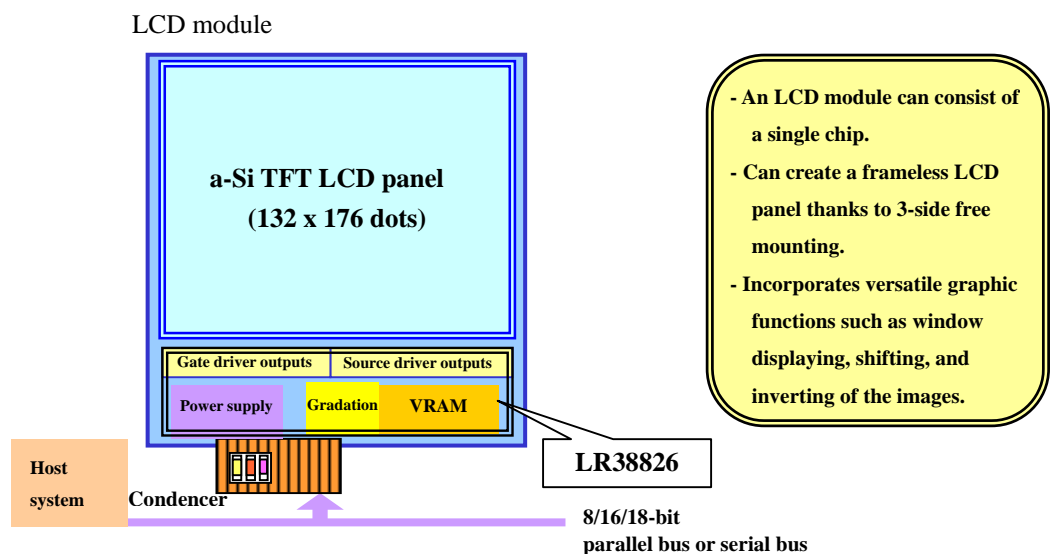 LCD module
a-Si TFT LCD panel
(132 x 176 dots)
Gate driver outputs
Source driver outputs
Power supply
Gradation
VRAM
LR38826
Host
system
Condencer
8/16/18-bit
parallel bus or serial bus
- An LCD module can consist of
a single chip.
- Can create a frameless LCD
panel thanks to 3-side free
mounting.
- Incorporates versatile graphic
functions such as window
displaying, shifting, and
inverting of the images.